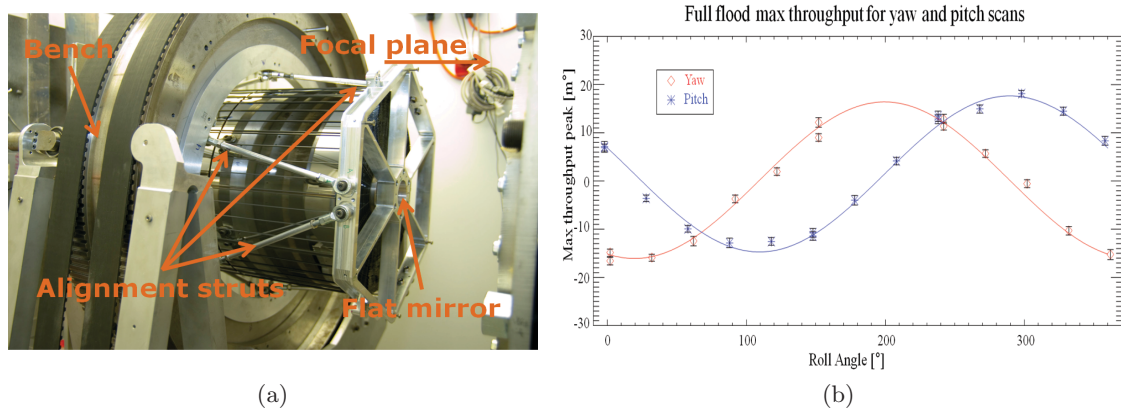 Bench
Focal plane
Alignment struts
Flat mirror
(a)
Full flood max throughput for yaw and pitch scans
Max throughput peak [m°]
30
20
10
0
-10
-20
-30
Yaw
Pitch
0
100
200
300
Roll Angle [°]
(b)